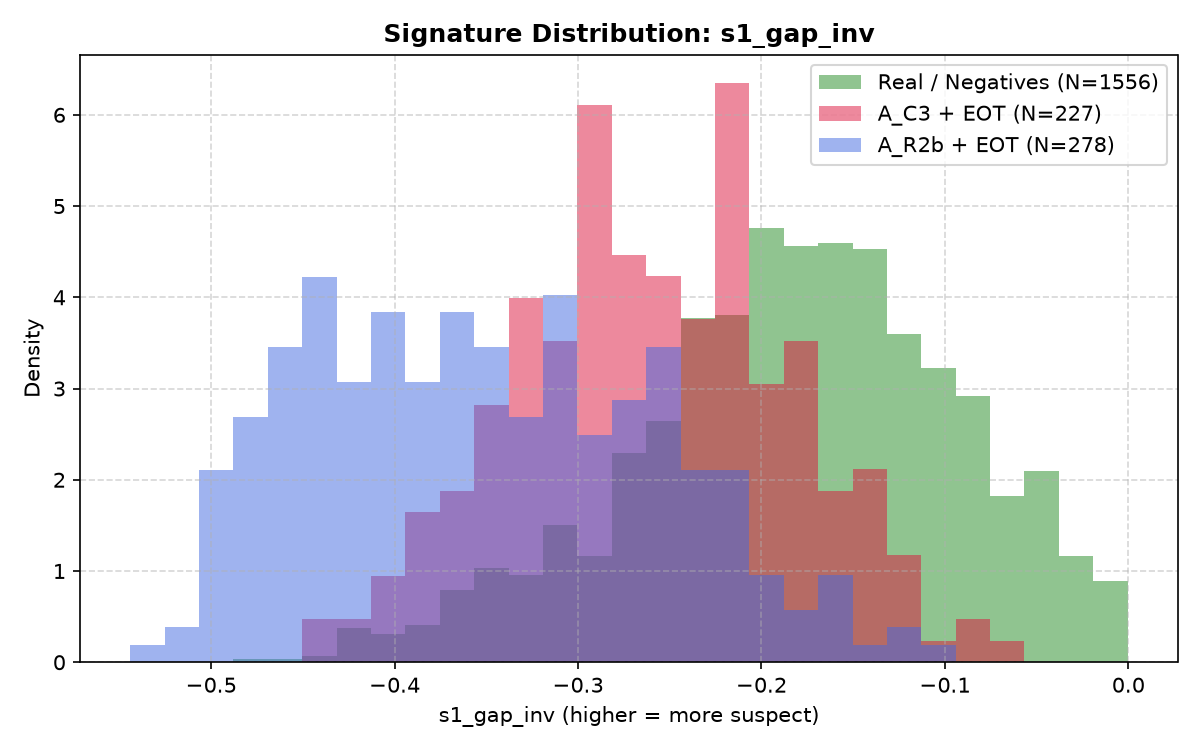 Signature Distribution: s1_gap_inv
Real / Negatives (N=1556)
A_C3 + EOT (N=227)
A_R2b + EOT (N=278)
Density
6
5
4
3
2
1
0
−0.5 −0.4 −0.3 −0.2 −0.1 0.0
s1_gap_inv (higher = more suspect)